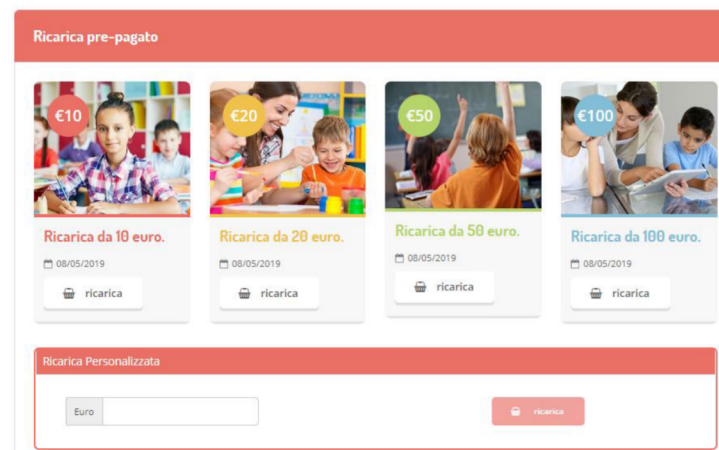 Ricarica pre-pagato
€10
€20
€50
€100
Ricarica da 10 euro.
08/05/2019
ricarica
Ricarica da 20 euro.
08/05/2019
ricarica
Ricarica da 50 euro.
08/05/2019
ricarica
Ricarica da 100 euro.
08/05/2019
ricarica
Ricarica Personalizzata
Euro
ricarica